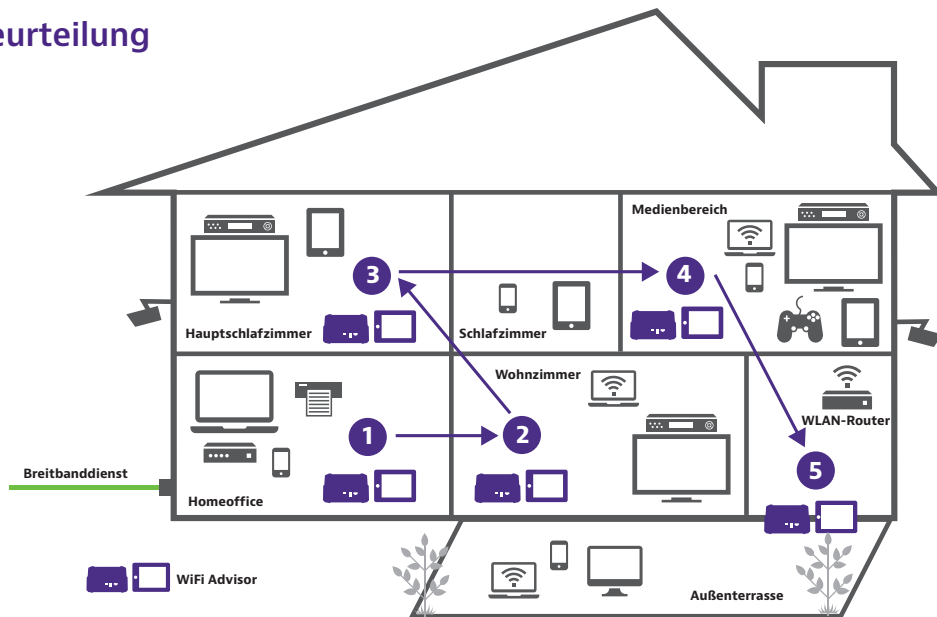 eurteilung
Medienbereich
3
4
Hauptschlafzimmer
Schlafzimmer
Wohnzimmer
WLAN-Router
1
2
5
Breitbanddienst
Homeoffice
WiFi Advisor
Außenterrasse